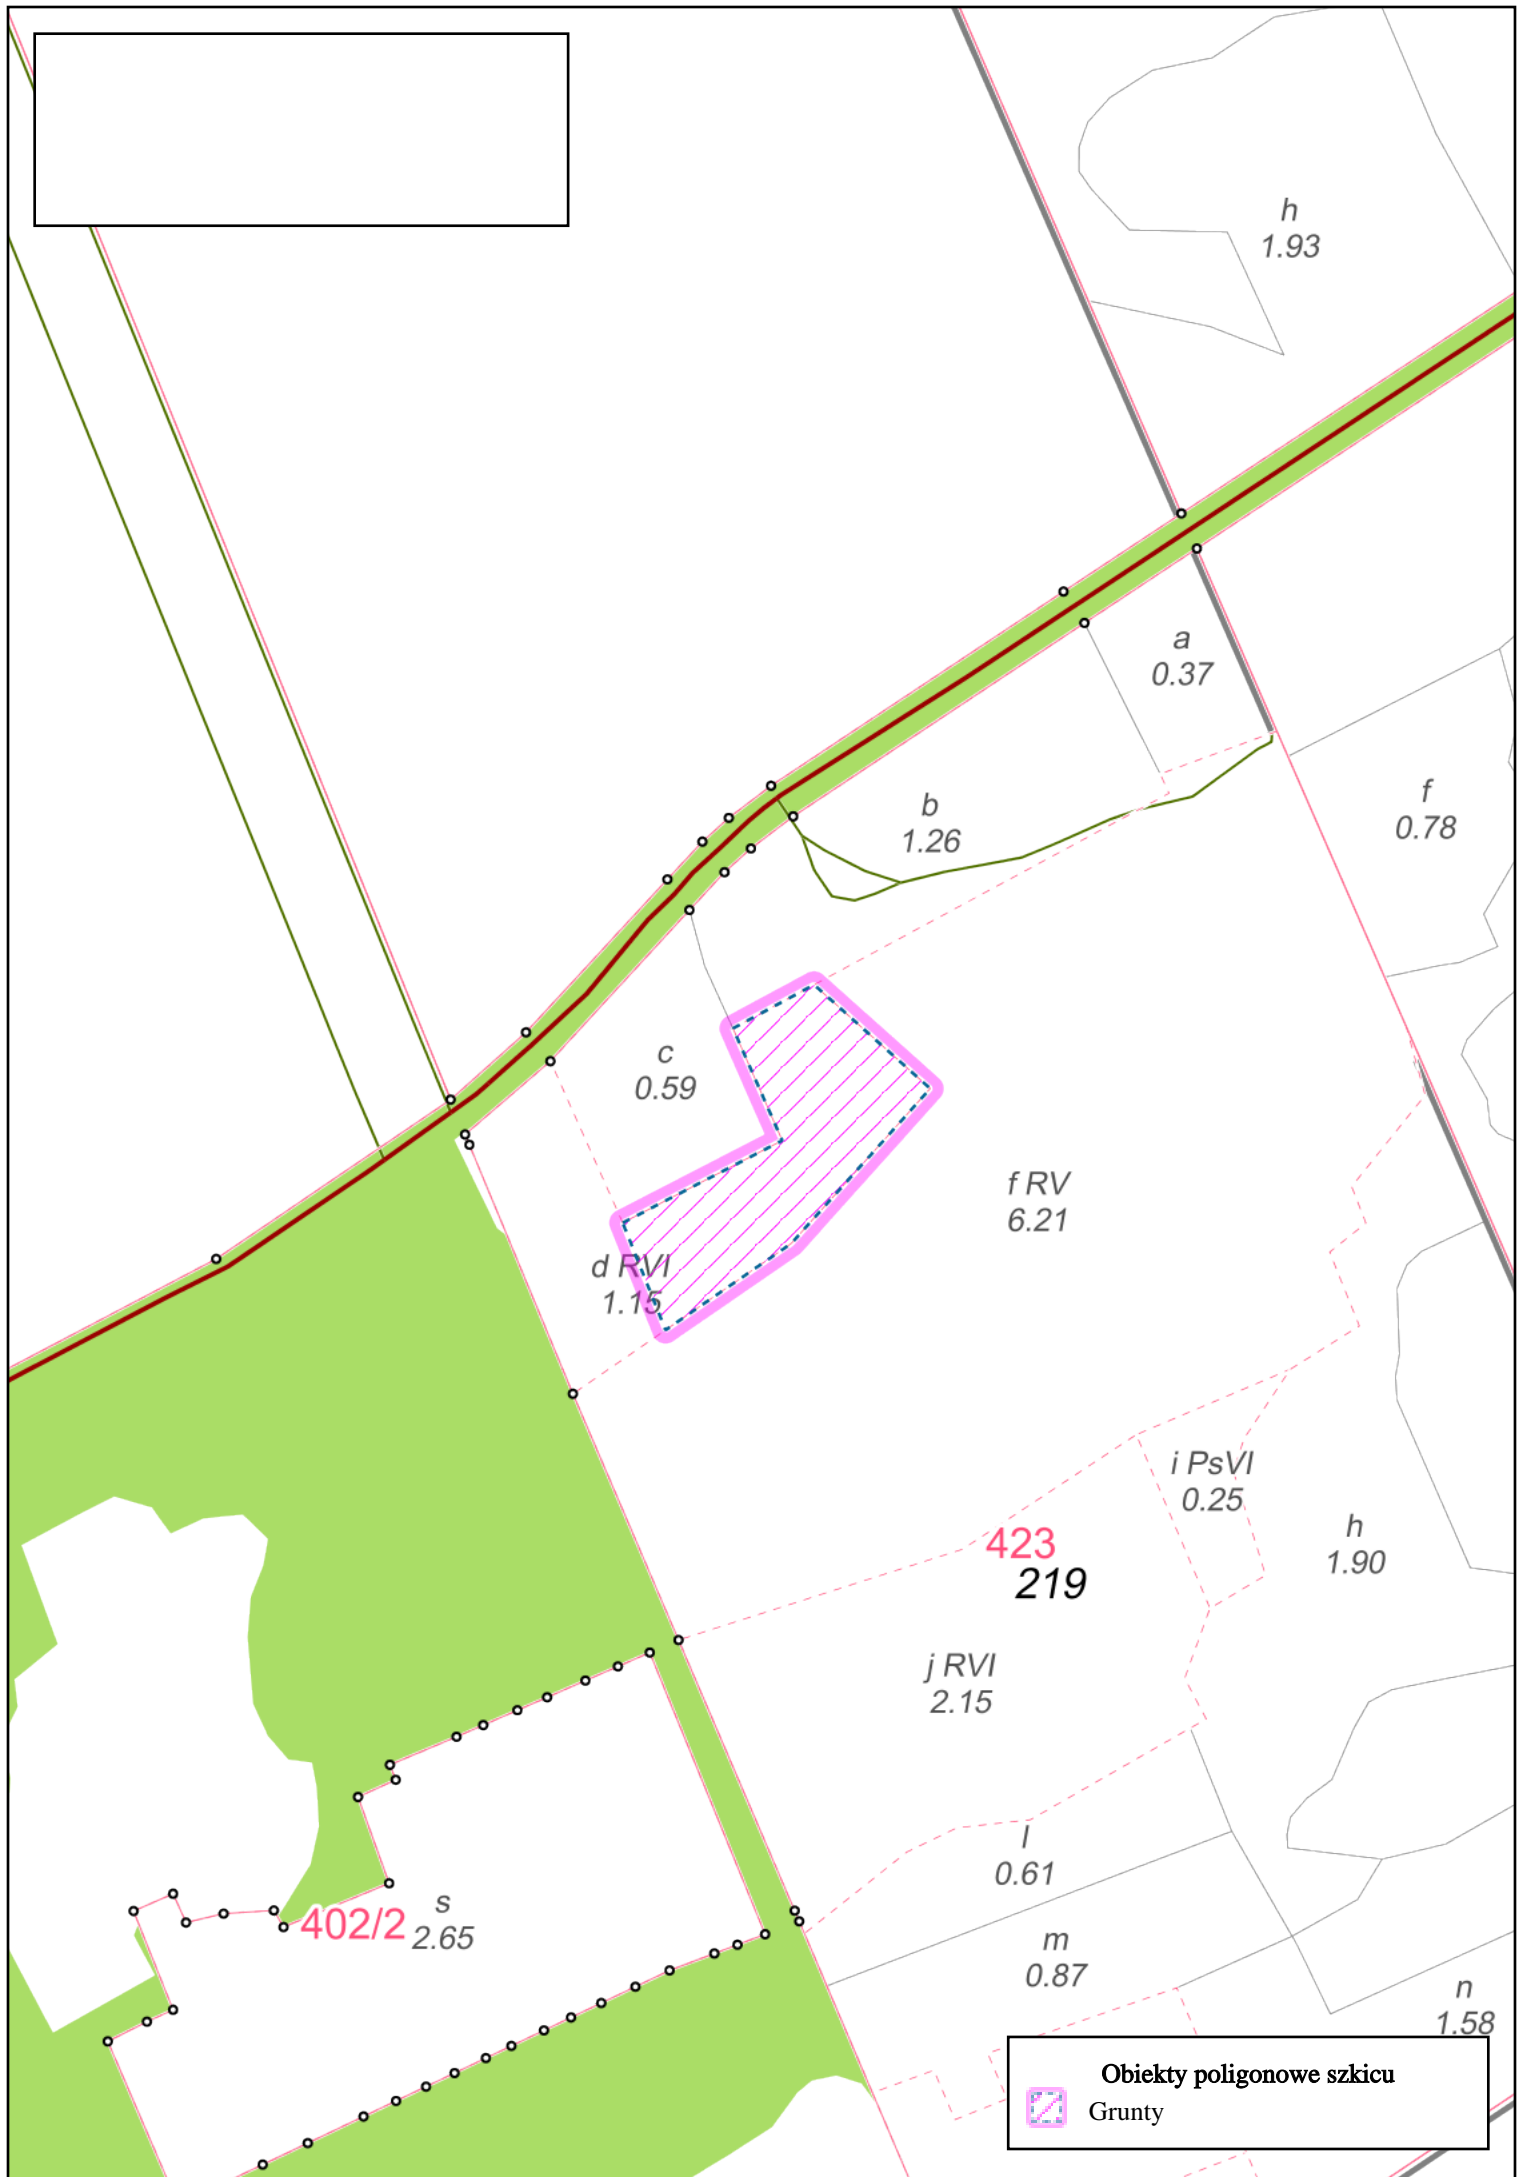 h
1.93
a
0.37
b
1.26
f
0.78
c
0.59
f RV
6.21
d RVI
1.15
i PsVI
0.25
423
219
h
1.90
j RVI
2.15
l
0.61
s
402/2 2.65
m
0.87
n
1.58
Obiekty poligonowe szkicu
Grunty